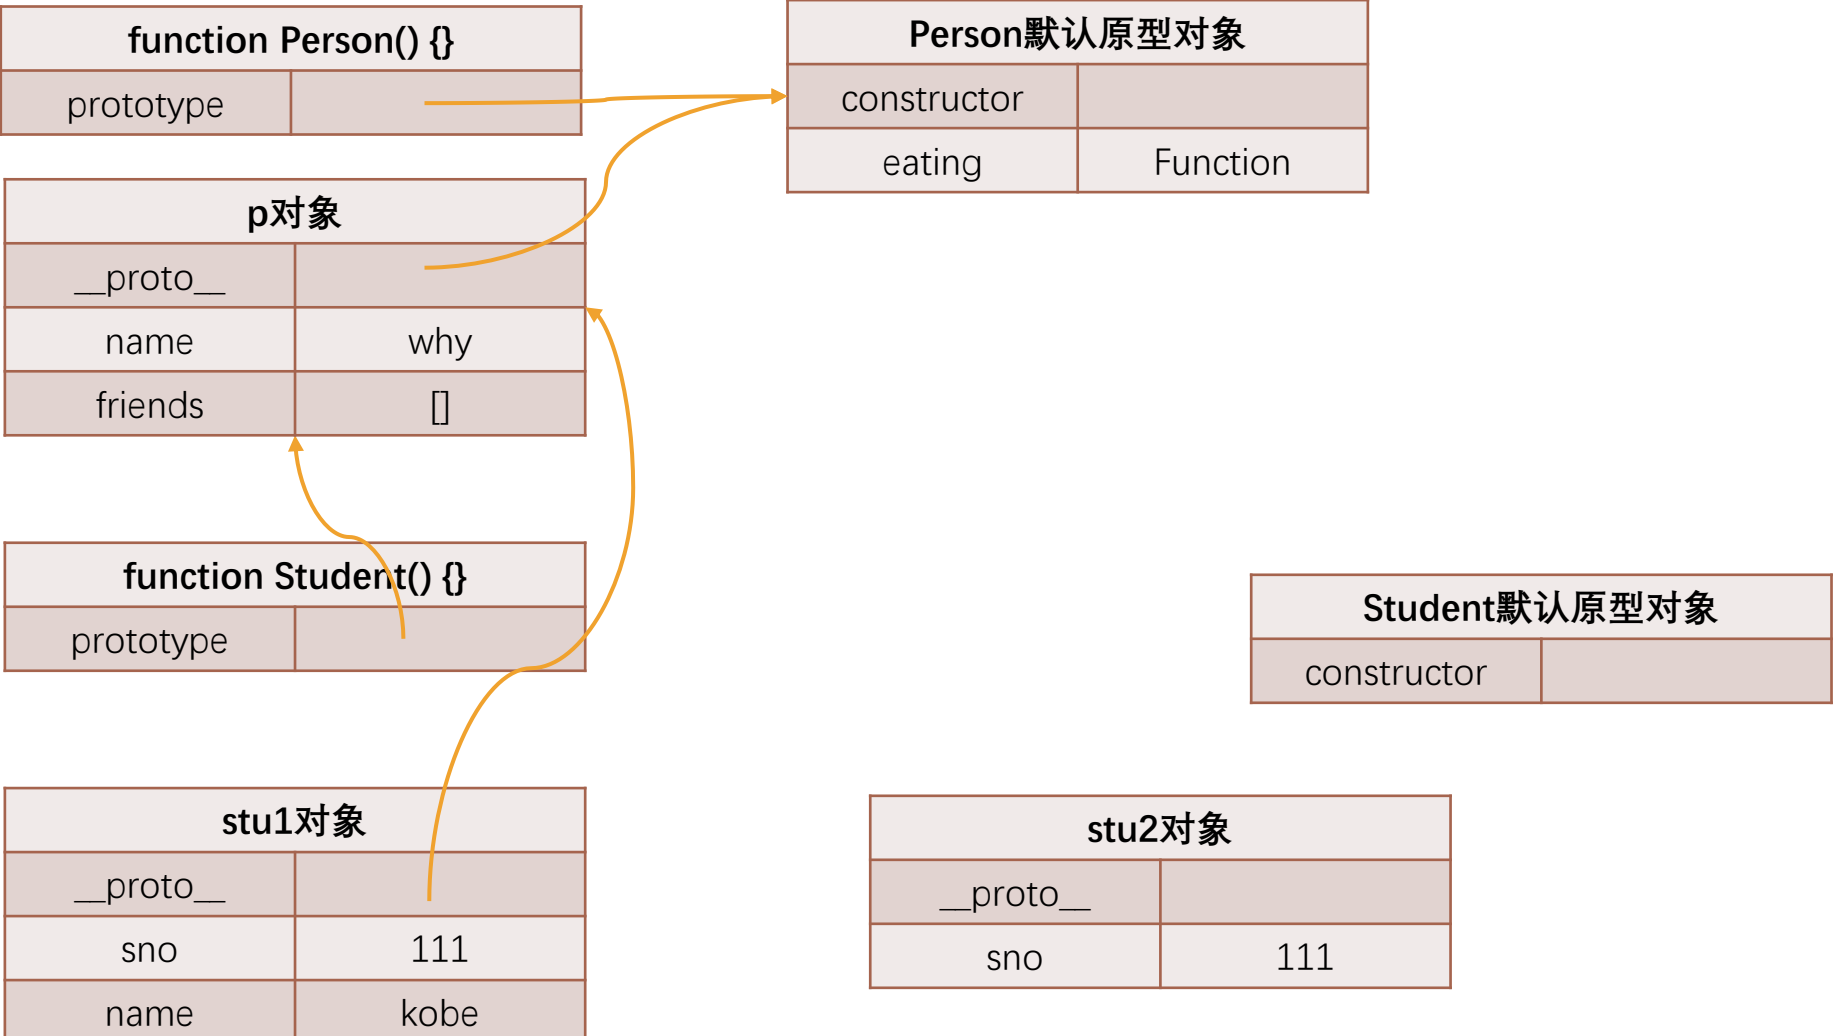 function Person() {}
prototype
Person默认原型对象
constructor
eating Function
p对象
__proto__
name why
friends []
function Student() {}
prototype
Student默认原型对象
constructor
stu1对象
__proto__
sno 111
name kobe
stu2对象
__proto__
sno 111